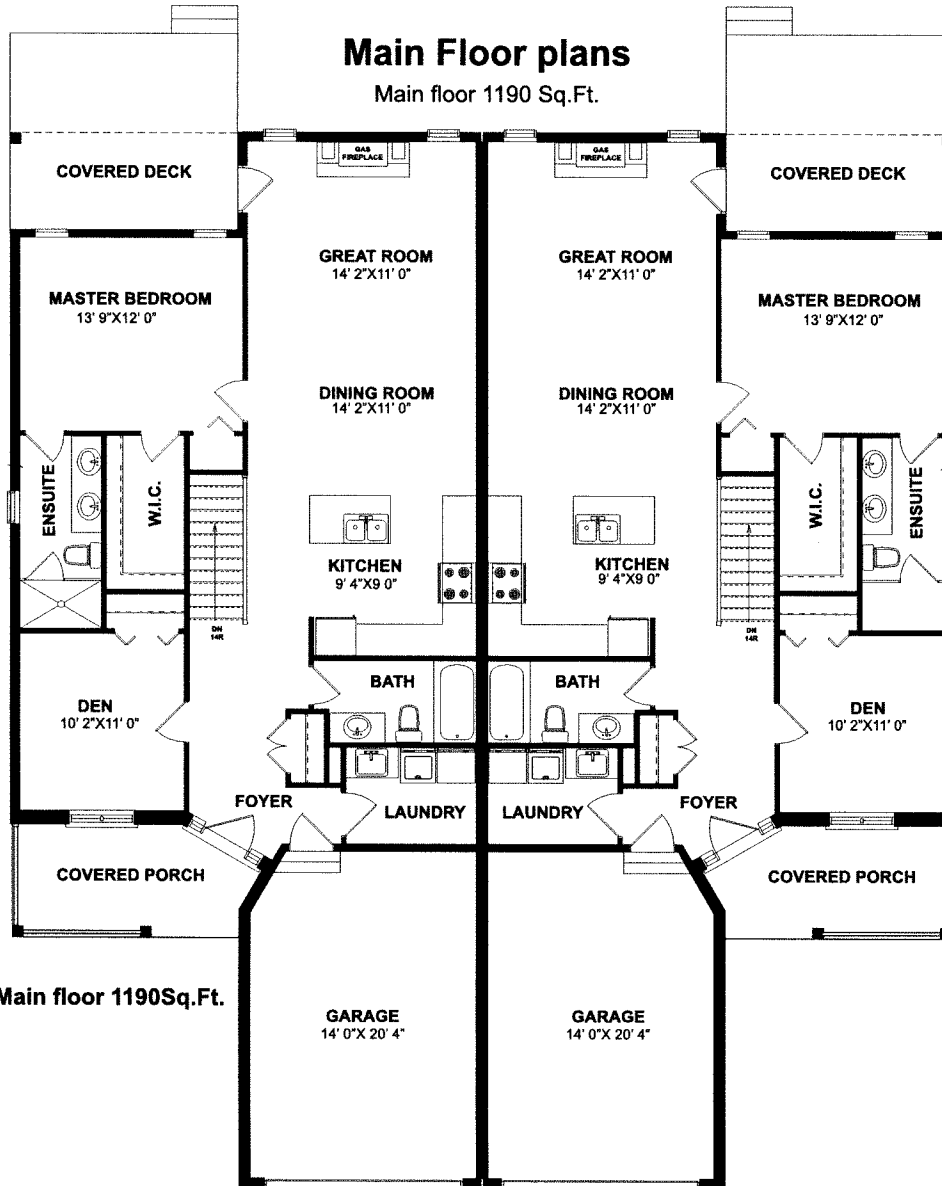 Main Floor plans
Main floor 1190 Sq.Ft.
GAS
FIREPLACE
GAS
FIREPLACE
COVERED DECK
COVERED DECK
GREAT ROOM
14' 2"X11' 0"
GREAT ROOM
14' 2"X11' 0"
MASTER BEDROOM
13' 9"X12' 0"
MASTER BEDROOM
13' 9"X12' 0"
DINING ROOM
14' 2"X11' 0"
DINING ROOM
14' 2"X11' 0"
ENSUITE
W.I.C.
W.I.C.
ENSUITE
KITCHEN
9' 4"X9 0"
KITCHEN
9' 4"X9 0"
DN
14R
DN
14R
BATH
BATH
DEN
10' 2"X11' 0"
DEN
10' 2"X11' 0"
FOYER
LAUNDRY
LAUNDRY
FOYER
COVERED PORCH
COVERED PORCH
Main floor 1190Sq.Ft.
GARAGE
14' 0"X 20' 4"
GARAGE
14' 0"X 20' 4"